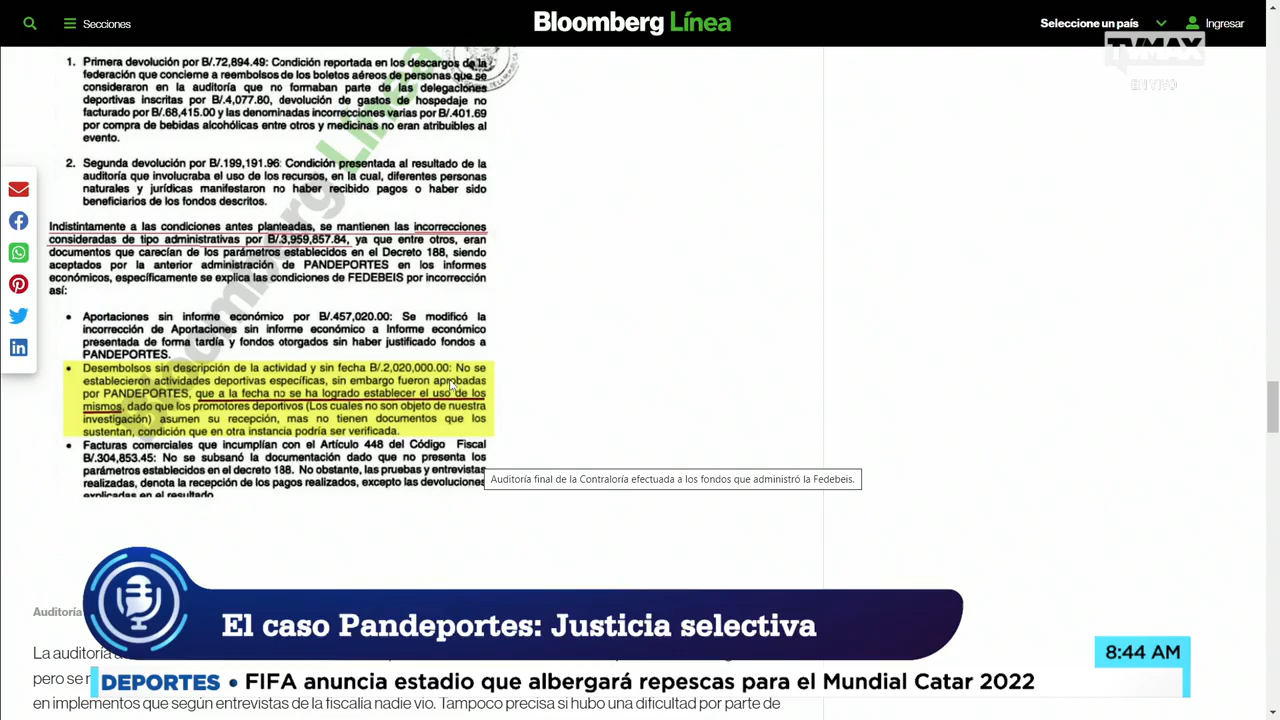 Secciones
Bloomberg Línea
Seleccione un país
Ingresar
TVMAX
EN VIVO
1. Primera devolución por B/.72,894.49: Condición reportada en los descargos de la
federación que concierne a reembolsos de los boletos aéreos de personas que se
consideraron en la auditoría que no formaban parte de las delegaciones
deportivas inscritas por B/.4,077.80, devolución de gastos de hospedaje no
facturado por B/.68,415.00 y las denominadas incorrecciones varias por B/.401.69
por compra de bebidas alcohólicas entre otros y medicinas no eran atribuibles al
evento.
2. Segunda devolución por B/.199,191.96: Condición presentada al resultado de la
auditoría que involucraba el uso de los recursos, en la cual, diferentes personas
naturales y jurídicas manifestaron no haber recibido pagos o haber sido
beneficiarios de los fondos descritos.
Indistintamente a las condiciones antes planteadas, se mantienen las incorrecciones
consideradas de tipo administrativas por B/.3,959,857.84, ya que entre otros, eran
documentos que carecían de los parámetros establecidos en el Decreto 188, siendo
aceptados por la anterior administración de PANDEPORTES en los informes
económicos, específicamente se explica las condiciones de FEDEBEIS por incorrección
así:
• Aportaciones sin informe económico por B/.457,020.00: Se modificó la
incorrección de Aportaciones sin informe económico a Informe económico
presentada de forma tardía y fondos otorgados sin haber justificado fondos a
PANDEPORTES.
• Desembolsos sin descripción de la actividad y sin fecha B/.2,020,000.00: No se
establecieron actividades deportivas específicas, sin embargo fueron aprobadas
por PANDEPORTES, que a la fecha no se ha logrado establecer el uso de los
mismos, dado que los promotores deportivos (Los cuales no son objeto de nuestra
investigación) asumen su recepción, mas no tienen documentos que los
sustentan, condición que en otra instancia podría ser verificada.
• Facturas comerciales que incumplían con el Artículo 448 del Código Fiscal
B/.304,853.45: No se subsanó la documentación dado que no presenta los
parámetros establecidos en el decreto 188. No obstante, las pruebas y entrevistas
realizadas, denota la recepción de los pagos realizados, excepto las devoluciones
explicadas en el resultado
Bloomberg Línea
Auditoría final de la Contraloría efectuada a los fondos que administró la Fedebeis.
Auditoría
El caso Pandeportes: Justicia selectiva
La auditoría
8:44 AM
pero se
DEPORTES • FIFA anuncia estadio que albergará repescas para el Mundial Catar 2022
en implementos que según entrevistas de la fiscalía nadie vio. Tampoco precisa si hubo una dificultad por parte de